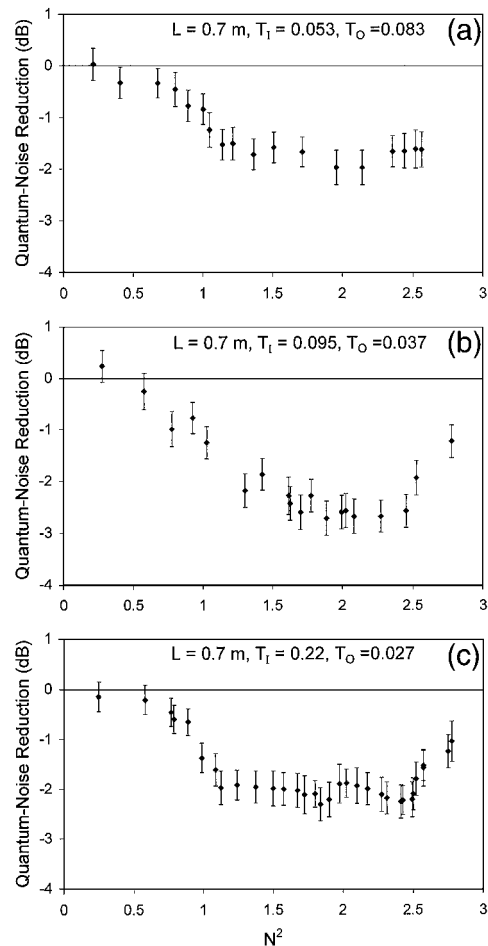 L = 0.7 m, T_I = 0.053, T_O = 0.083 (a)
Quantum-Noise Reduction (dB)
1
0
-1
-2
-3
-4
0 0.5 1 1.5 2 2.5 3
L = 0.7 m, T_I = 0.095, T_O =0.037 (b)
Quantum-Noise Reduction (dB)
1
0
-1
-2
-3
-4
0 0.5 1 1.5 2 2.5 3
L = 0.7 m, T_I = 0.22, T_O =0.027 (c)
Quantum-Noise Reduction (dB)
1
0
-1
-2
-3
-4
0 0.5 1 1.5 2 2.5 3
N²